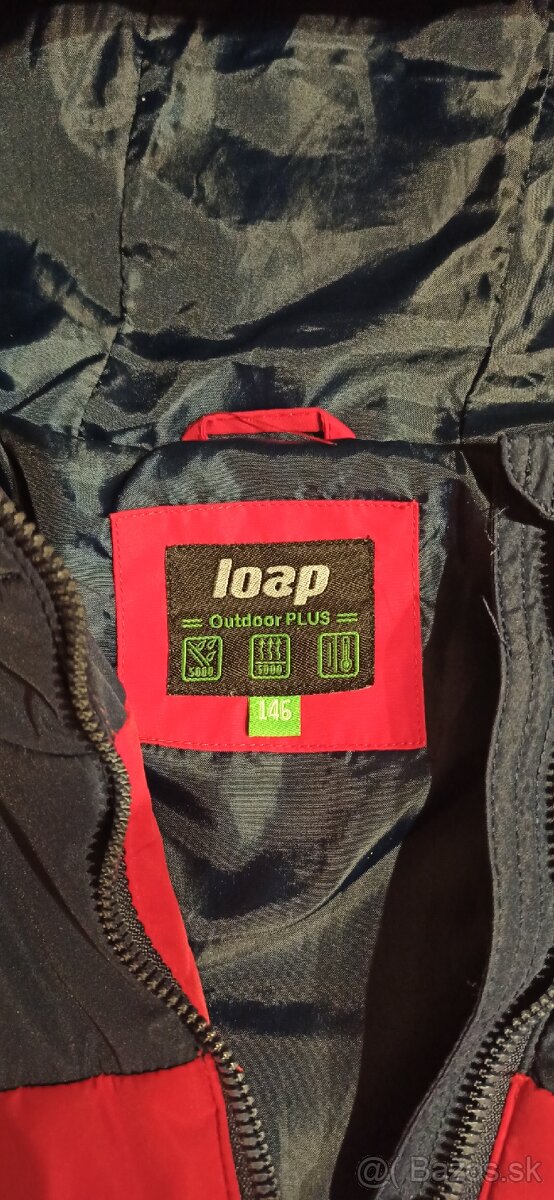 loap
Outdoor PLUS
5000 5000
146
@( Bazos.sk